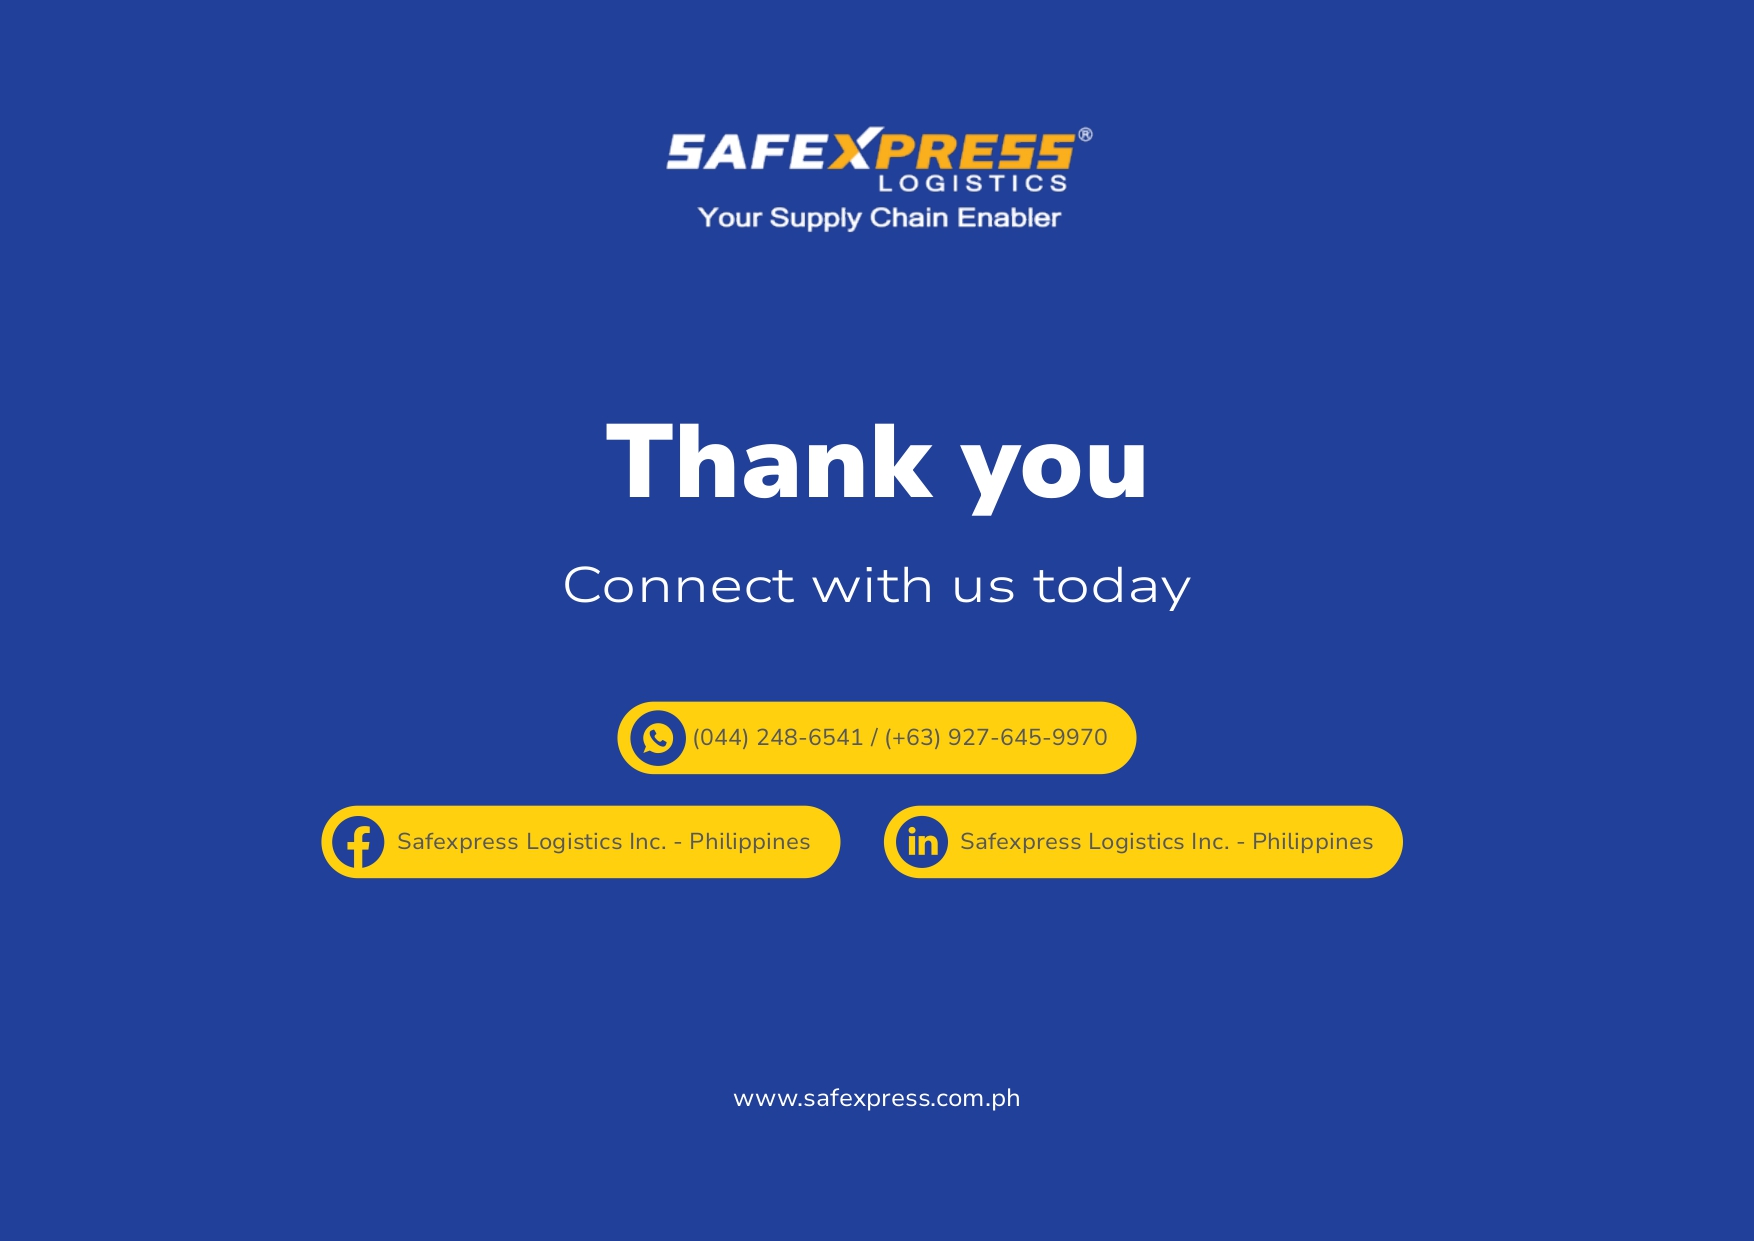 SAFEXPRESS®
LOGISTICS
Your Supply Chain Enabler
Thank you
Connect with us today
(044) 248-6541 / (+63) 927-645-9970
Safexpress Logistics Inc. - Philippines
Safexpress Logistics Inc. - Philippines
www.safexpress.com.ph